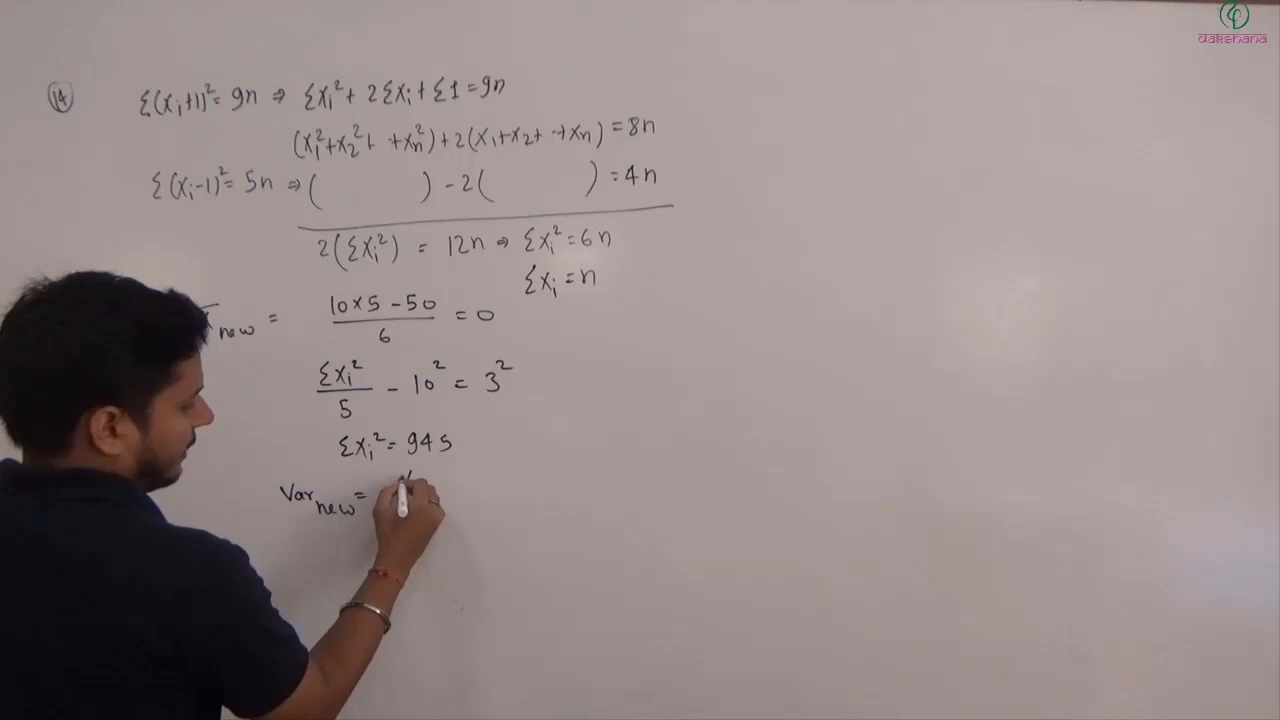 dakshana
14 Σ(xi+1)² = 9n ⇒ Σxi² + 2Σxi + Σ1 = 9n
(x₁²+x₂²+ +xn²)+2(x₁+x₂+ -+xn) = 8n
Σ(xi-1)² = 5n ⇒ ( ) - 2( ) = 4n
2(Σxi²) = 12n ⇒ Σxi² = 6n
Σxi = n
new = (10×5-50)/6 = 0
Σxi²/5 - 10² = 3²
Σxi² = 945
Var new =